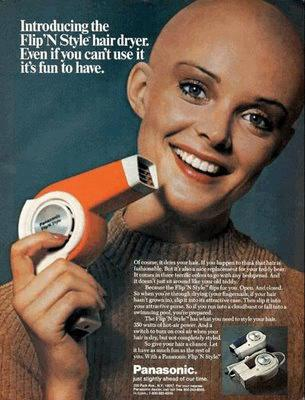 Introducing the
Flip'N Style hair dryer.
Even if you can't use it
it's fun to have.
Panasonic
Flip'N Style
Of course, it dries your hair. If you happen to think that hair is
fashionable. But it's also a nice replacement for your teddy bear.
It comes in three terrific colors to go with any bedspread. And
it doesn't just sit around like your old teddy.
Because the Flip 'N Style™ flips for you. Open. And closed.
So when you're through drying (your fingernails if your hair
hasn't grown in), slip it into its attractive case. Then slip it into
your attractive purse. So if you run into a cloudburst or fall into a
swimming pool, you're prepared.
The Flip 'N Style™ has what you need to style your hair.
350 watts of hot-air power. And a
switch to turn on cool air when your
hair is dry, but not completely styled.
So give your hair a chance. Let
it have as much fun as the rest of
you. With a Panasonic Flip 'N Style™
Panasonic.
just slightly ahead of our time.